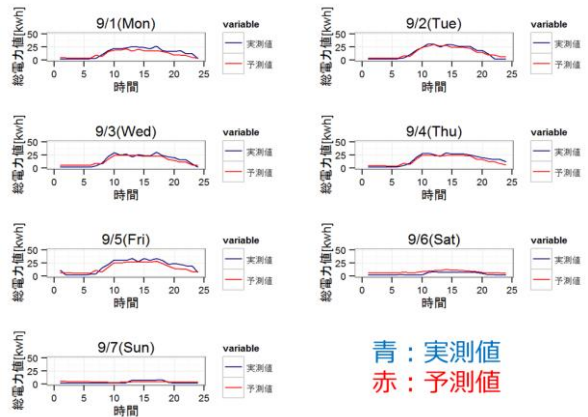 9/1(Mon)
総電力値[kwh]
50
25
0
0 5 10 15 20 25
時間
variable
実測値
予測値
9/2(Tue)
総電力値[kwh]
50
25
0
0 5 10 15 20 25
時間
variable
実測値
予測値
9/3(Wed)
総電力値[kwh]
50
25
0
0 5 10 15 20 25
時間
variable
実測値
予測値
9/4(Thu)
総電力値[kwh]
50
25
0
0 5 10 15 20 25
時間
variable
実測値
予測値
9/5(Fri)
総電力値[kwh]
50
25
0
0 5 10 15 20 25
時間
variable
実測値
予測値
9/6(Sat)
総電力値[kwh]
50
25
0
0 5 10 15 20 25
時間
variable
実測値
予測値
9/7(Sun)
総電力値[kwh]
50
25
0
0 5 10 15 20 25
時間
variable
実測値
予測値
青：実測値
赤：予測値